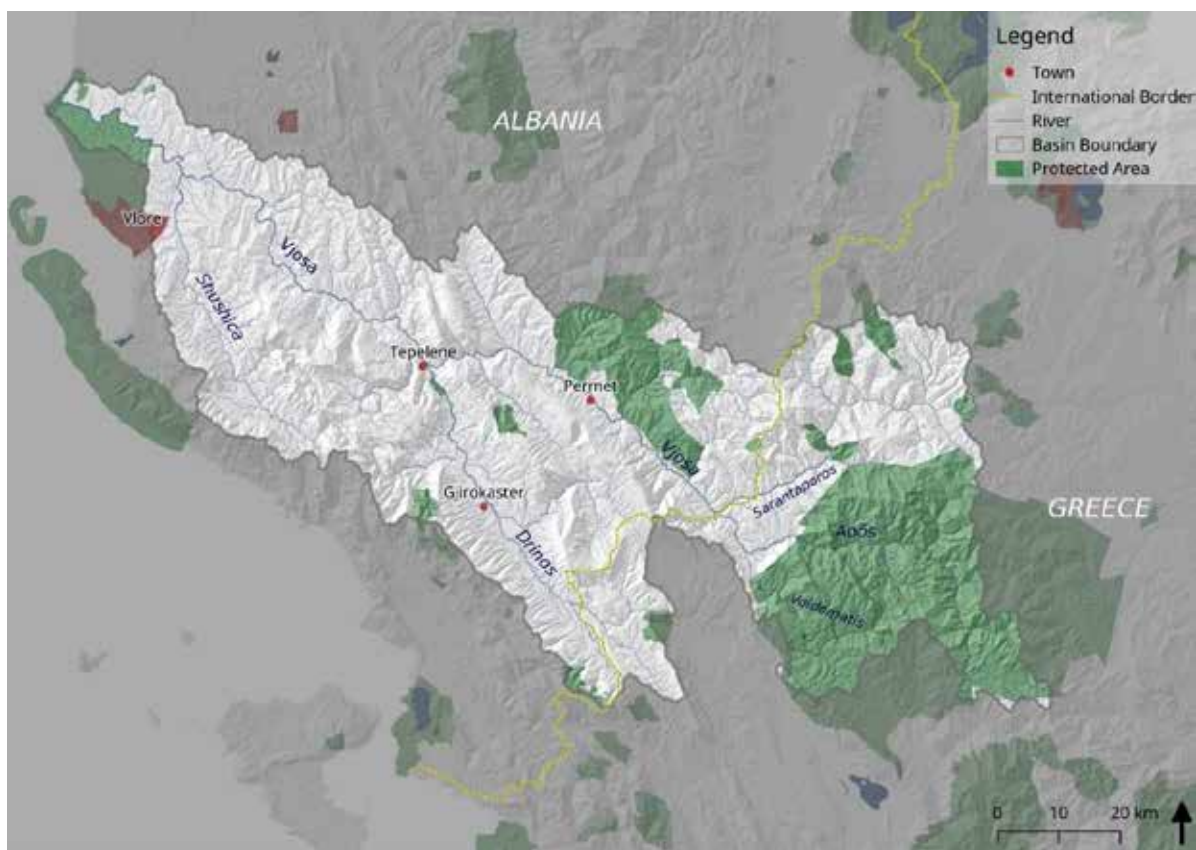 Legend
Town
International Border
River
Basin Boundary
Protected Area
ALBANIA
Vlore
Vjosa
Shushica
Tepelene
Permet
Vjosa
Sarantaporos
GREECE
Gjirokaster
Aoös
Drinos
Voidomatis
0 10 20 km